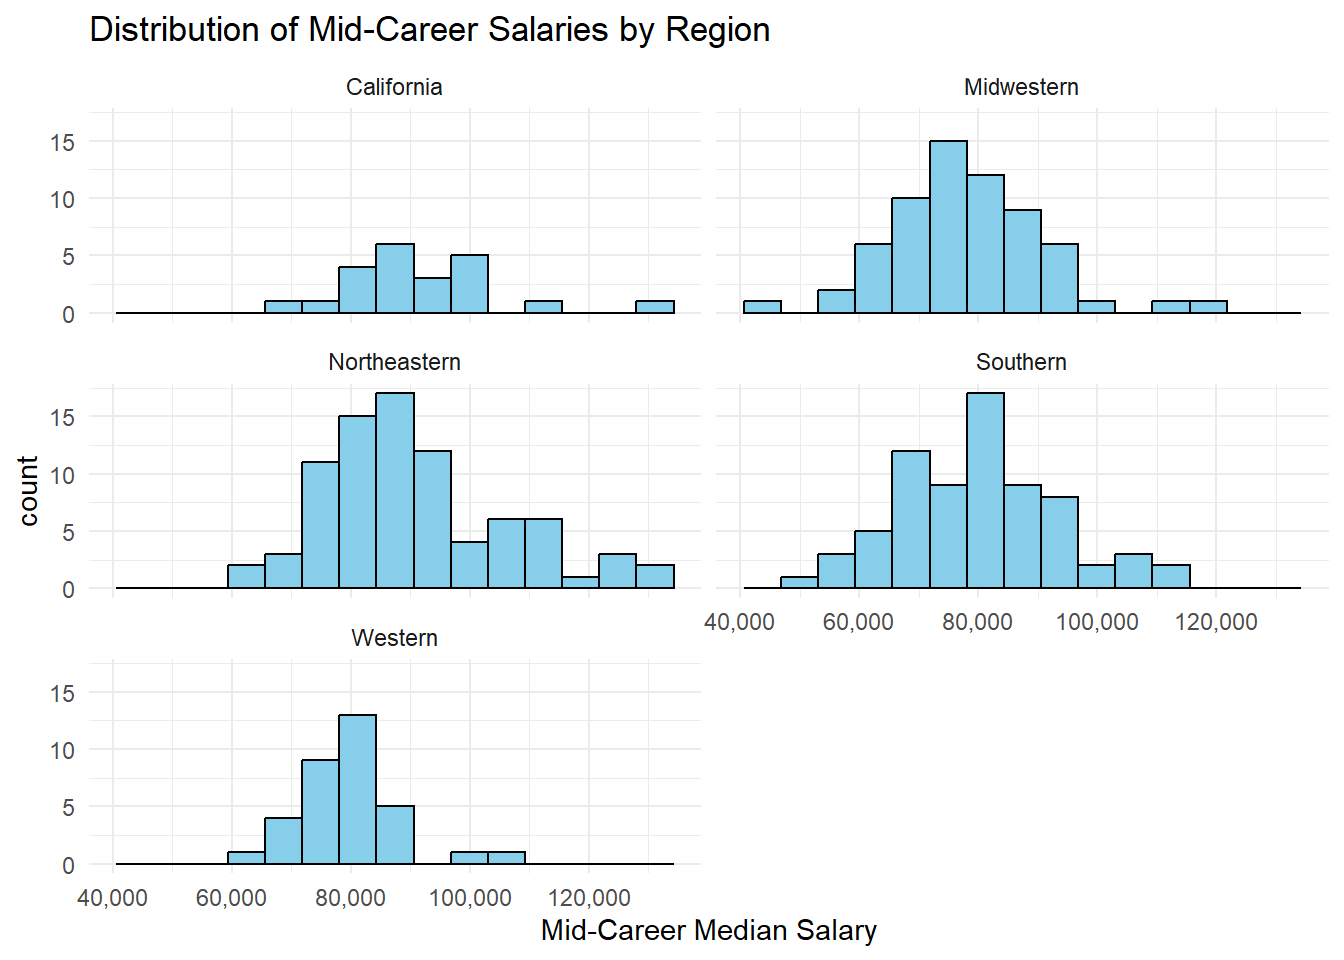 Distribution of Mid-Career Salaries by Region
California
Midwestern
15
10
5
0
Northeastern
Southern
15
10
5
0
count
40,000 60,000 80,000 100,000 120,000
Western
15
10
5
0
40,000 60,000 80,000 100,000 120,000
Mid-Career Median Salary